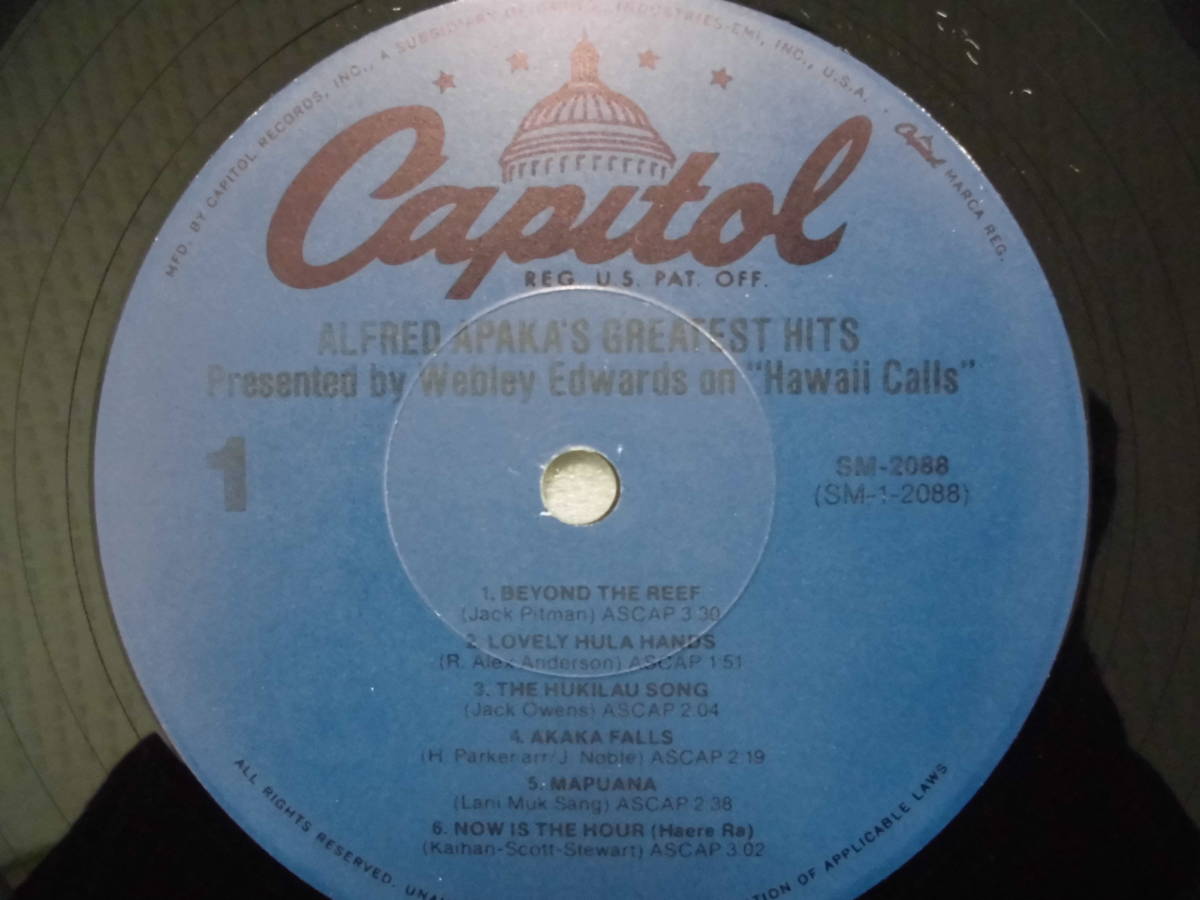 MFD. BY CAPITOL RECORDS, INC., A SUBSIDIARY OF INDUSTRIES-EMI, INC., U.S.A. · Capitol MARCA REG.
Capitol
REG. U.S. PAT. OFF.
ALFRED APAKA'S GREATEST HITS
Presented by Webley Edwards on "Hawaii Calls"
1
SM-2088
(SM-1-2088)
1. BEYOND THE REEF
(Jack Pitman) ASCAP 3:30
2. LOVELY HULA HANDS
(R. Alex Anderson) ASCAP 1:51
3. THE HUKILAU SONG
(Jack Owens) ASCAP 2:04
4. AKAKA FALLS
(H. Parker arr/J. Noble) ASCAP 2:19
5. MAPUANA
(Lani Muk Sang) ASCAP 2:38
6. NOW IS THE HOUR (Haere Ra)
(Kaihan-Scott-Stewart) ASCAP 3:02
ALL RIGHTS RESERVED. OF APPLICABLE LAWS